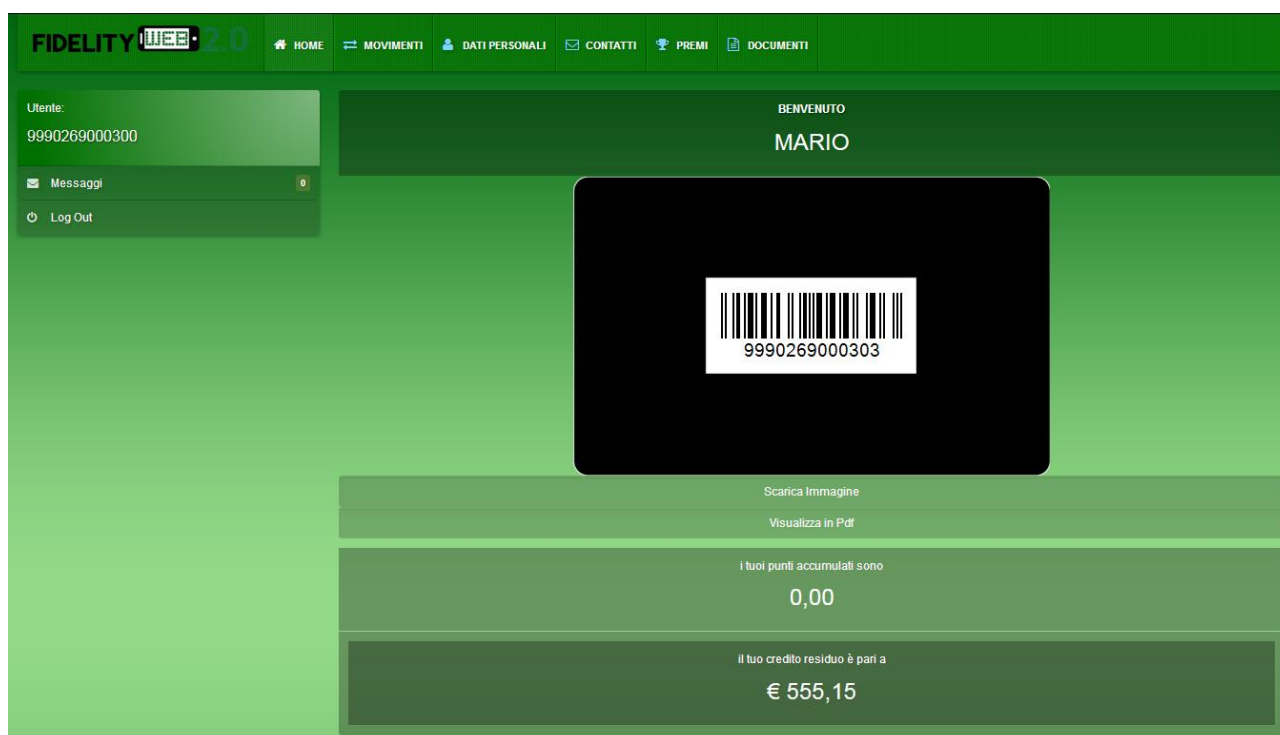 FIDELITY WEB 2.0
HOME
MOVIMENTI
DATI PERSONALI
CONTATTI
PREMI
DOCUMENTI
Utente:
9990269000300
Messaggi 0
Log Out
BENVENUTO
MARIO
9990269000303
Scarica Immagine
Visualizza in Pdf
i tuoi punti accumulati sono
0,00
il tuo credito residuo è pari a
€ 555,15